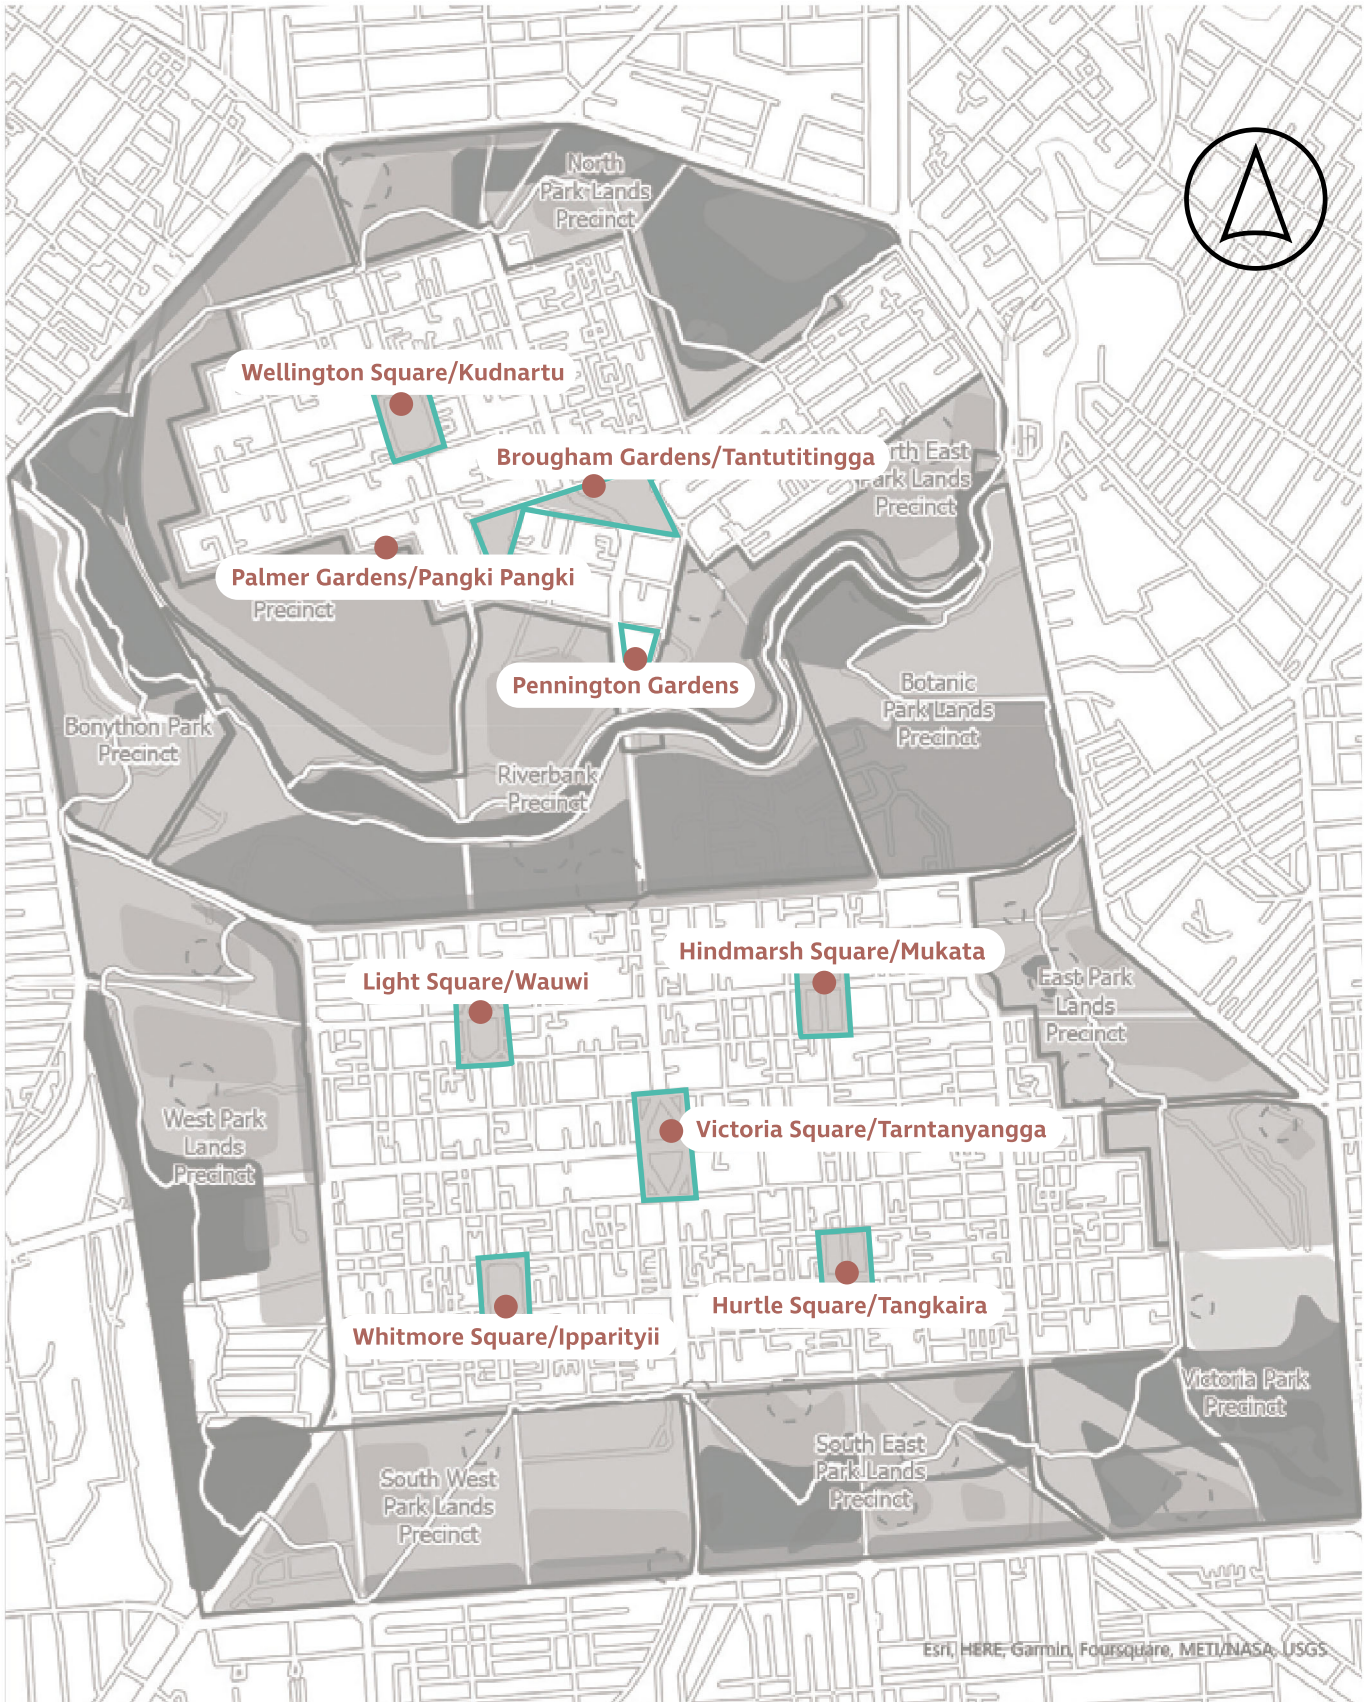 North
Park Lands
Precinct
Wellington Square/Kudnartu
Brougham Gardens/Tantutitingga
rth East
Park Lands
Precinct
Palmer Gardens/Pangki Pangki
Precinct
Pennington Gardens
Botanic
Park Lands
Precinct
Bonython Park
Precinct
Riverbank
Precinct
Hindmarsh Square/Mukata
Light Square/Wauwi
East Park
Lands
Precinct
West Park
Lands
Precinct
Victoria Square/Tarntanyangga
Hurtle Square/Tangkaira
Whitmore Square/Ipparityii
Victoria Park
Precinct
South East
Park Lands
Precinct
South West
Park Lands
Precinct
Esri, HERE, Garmin, Foursquare, METI/NASA, USGS